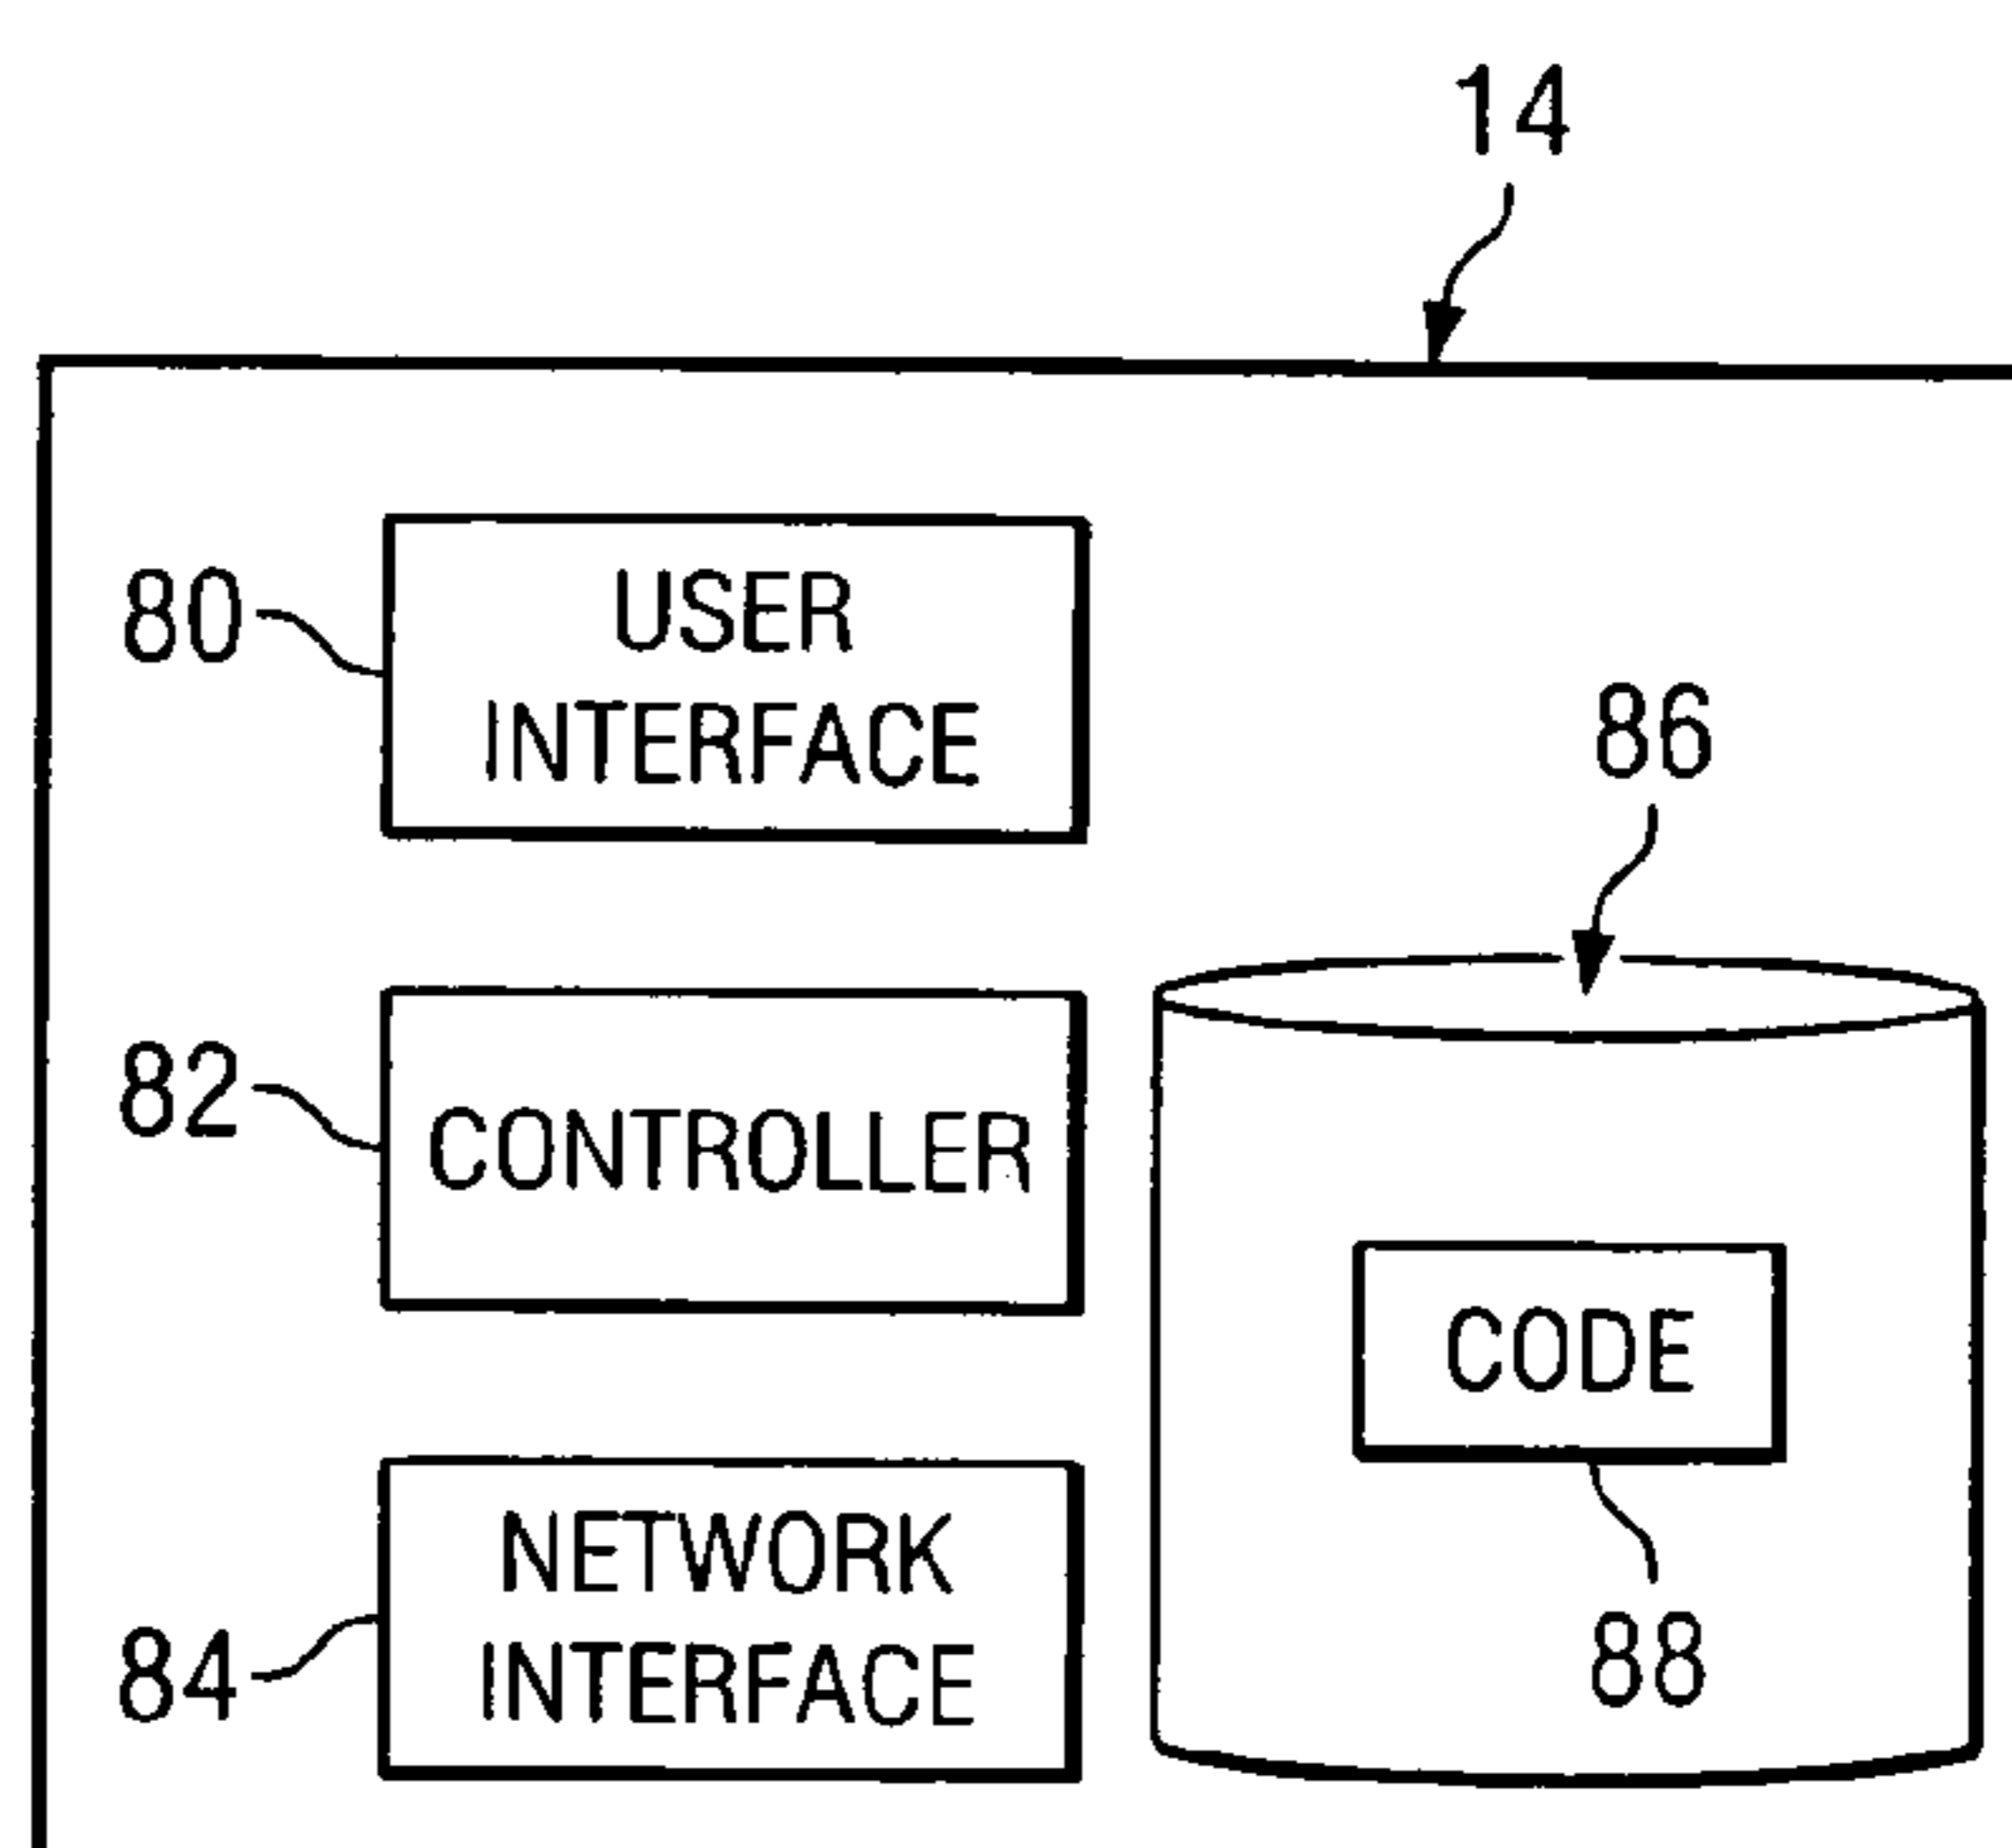 14
80
USER
INTERFACE
86
82
CONTROLLER
CODE
NETWORK
84
INTERFACE
88